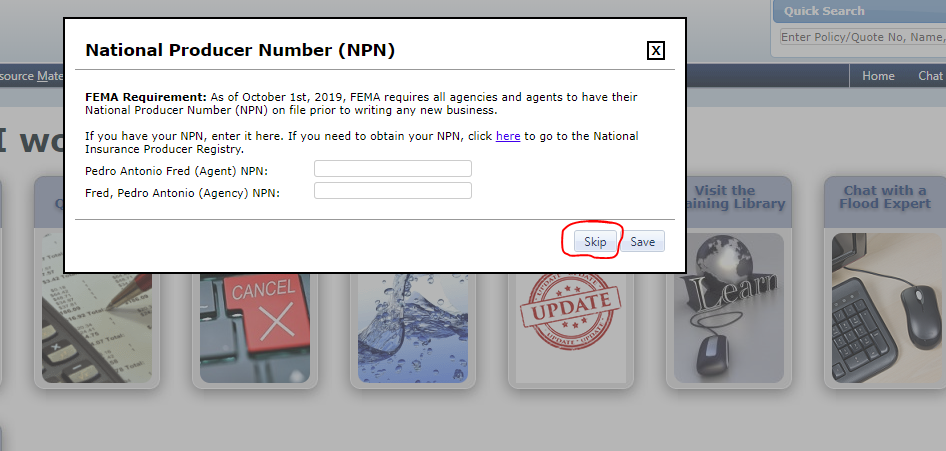 Quick Search
Enter Policy/Quote No, Name,
Home Chat
National Producer Number (NPN)
X
FEMA Requirement: As of October 1st, 2019, FEMA requires all agencies and agents to have their
National Producer Number (NPN) on file prior to writing any new business.
If you have your NPN, enter it here. If you need to obtain your NPN, click here to go to the National
Insurance Producer Registry.
Pedro Antonio Fred (Agent) NPN:
Fred, Pedro Antonio (Agency) NPN:
Skip Save
I wo
Visit the
aining Library
Chat with a
Flood Expert
CANCEL
UPDATE
Learn